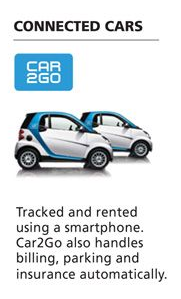 CONNECTED CARS
CAR
2GO
Tracked and rented
using a smartphone.
Car2Go also handles
billing, parking and
insurance automatically.